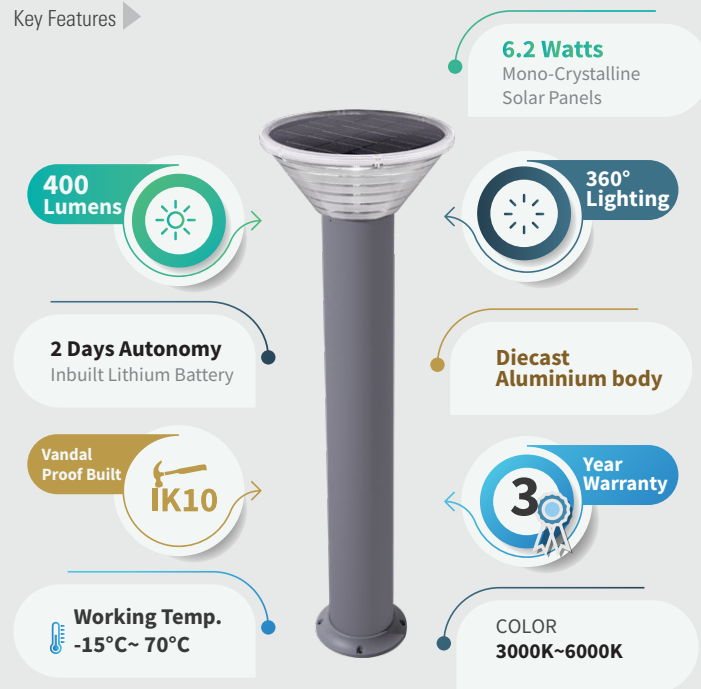 Key Features
6.2 Watts
Mono-Crystalline
Solar Panels
400
Lumens
360°
Lighting
2 Days Autonomy
Inbuilt Lithium Battery
Diecast
Aluminium body
Vandal
Proof Built
IK10
3
Year
Warranty
Working Temp.
-15°C~ 70°C
COLOR
3000K~6000K